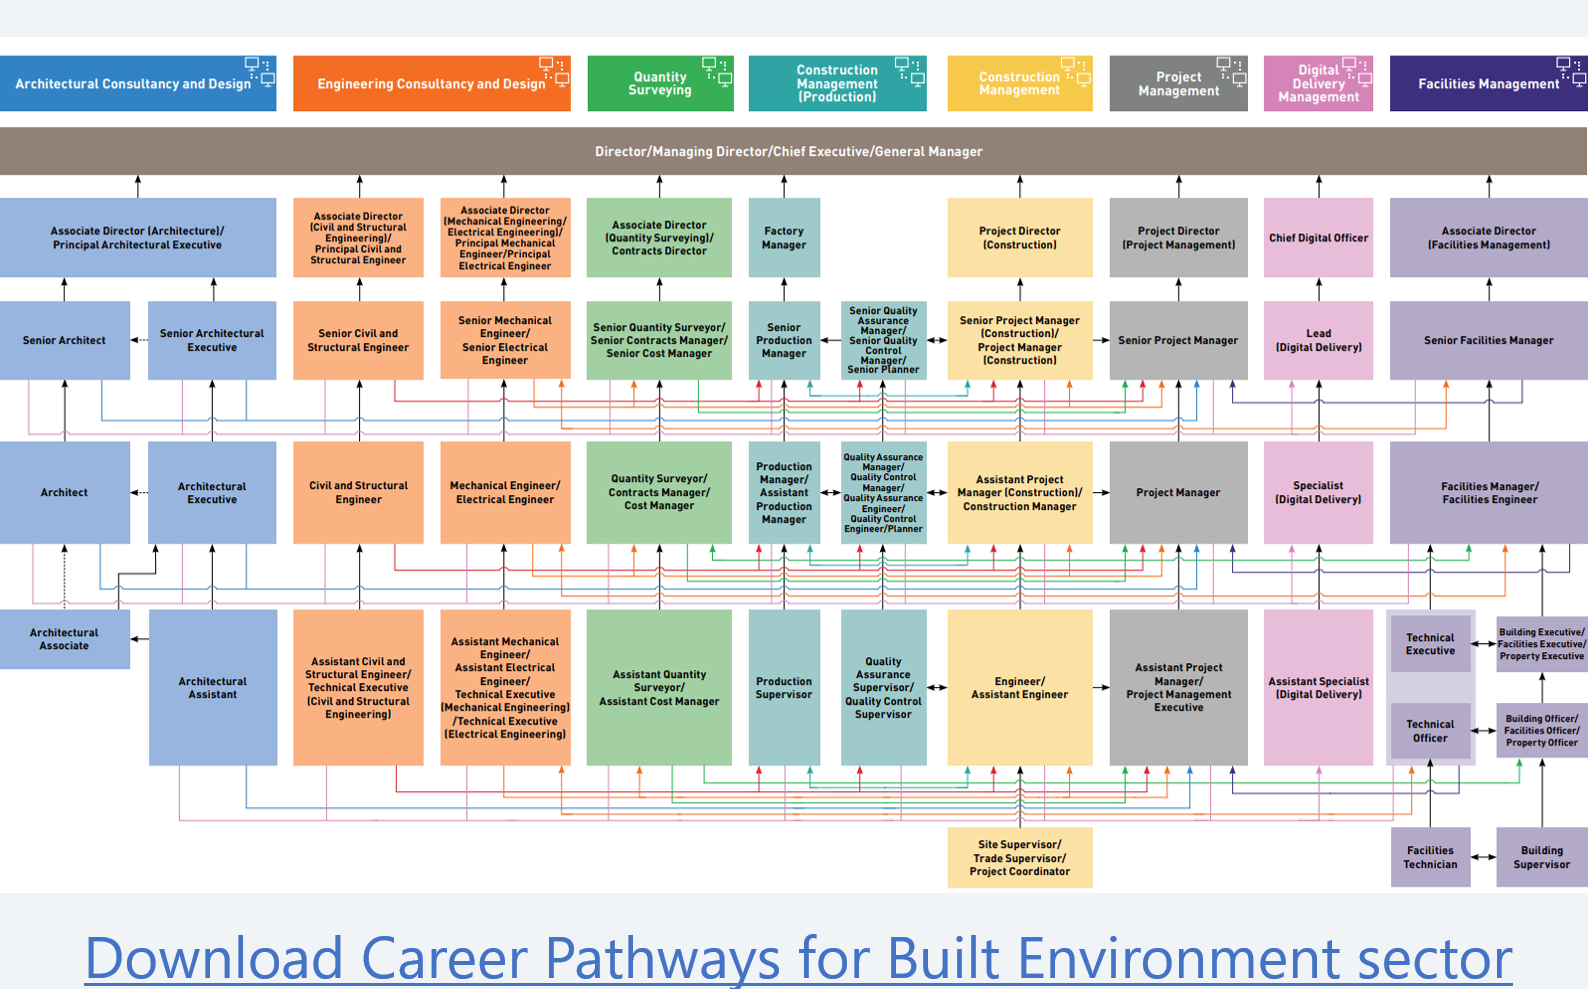 Architectural Consultancy and Design
Engineering Consultancy and Design
Quantity
Surveying
Construction
Management
(Production)
Construction
Management
Project
Management
Digital
Delivery
Management
Facilities Management
Director/Managing Director/Chief Executive/General Manager
Associate Director (Architecture)/
Principal Architectural Executive
Associate Director
(Civil and Structural
Engineering)/
Principal Civil and
Structural Engineer
Associate Director
(Mechanical Engineering/
Electrical Engineering)/
Principal Mechanical
Engineer/Principal
Electrical Engineer
Associate Director
(Quantity Surveying)/
Contracts Director
Factory
Manager
Project Director
(Construction)
Project Director
(Project Management)
Chief Digital Officer
Associate Director
(Facilities Management)
Senior Architect
Senior Architectural
Executive
Senior Civil and
Structural Engineer
Senior Mechanical
Engineer/
Senior Electrical
Engineer
Senior Quantity Surveyor/
Senior Contracts Manager/
Senior Cost Manager
Senior
Production
Manager
Senior Quality
Assurance
Manager/
Senior Quality
Control
Manager/
Senior Planner
Senior Project Manager
(Construction)/
Project Manager
(Construction)
Senior Project Manager
Lead
(Digital Delivery)
Senior Facilities Manager
Architect
Architectural
Executive
Civil and Structural
Engineer
Mechanical Engineer/
Electrical Engineer
Quantity Surveyor/
Contracts Manager/
Cost Manager
Production
Manager/
Assistant
Production
Manager
Quality Assurance
Manager/
Quality Control
Manager/
Quality Assurance
Engineer/
Quality Control
Engineer/Planner
Assistant Project
Manager (Construction)/
Construction Manager
Project Manager
Specialist
(Digital Delivery)
Facilities Manager/
Facilities Engineer
Architectural
Associate
Architectural
Assistant
Assistant Civil and
Structural Engineer/
Technical Executive
(Civil and Structural
Engineering)
Assistant Mechanical
Engineer/
Assistant Electrical
Engineer/
Technical Executive
(Mechanical Engineering)
/Technical Executive
(Electrical Engineering)
Assistant Quantity
Surveyor/
Assistant Cost Manager
Production
Supervisor
Quality
Assurance
Supervisor/
Quality Control
Supervisor
Engineer/
Assistant Engineer
Assistant Project
Manager/
Project Management
Executive
Assistant Specialist
(Digital Delivery)
Technical
Executive
Building Executive/
Facilities Executive/
Property Executive
Technical
Officer
Building Officer/
Facilities Officer/
Property Officer
Site Supervisor/
Trade Supervisor/
Project Coordinator
Facilities
Technician
Building
Supervisor
Download Career Pathways for Built Environment sector